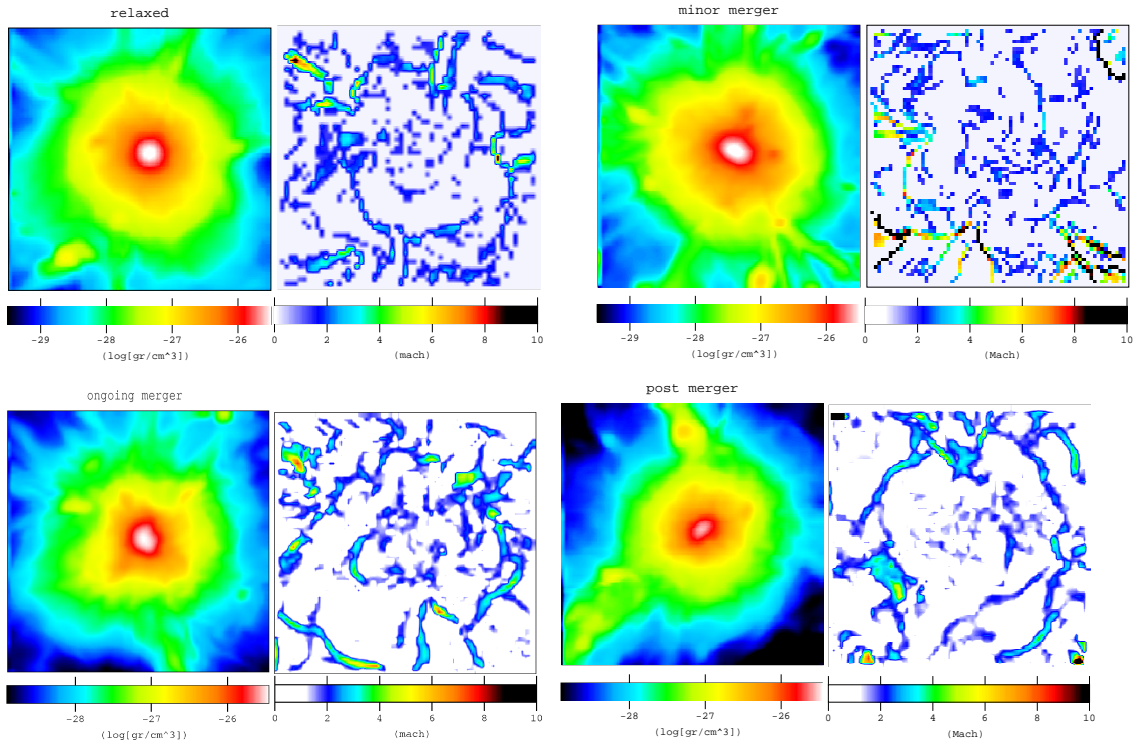 relaxed
minor merger
-29 -28 -27 -26 0 2 4 6 8 10
(log[gr/cm^3]) (mach)
-29 -28 -27 -26 0 2 4 6 8 10
(log[gr/cm^3]) (Mach)
ongoing merger
post merger
-28 -27 -26 0 2 4 6 8 10
(log[gr/cm^3]) (mach)
-28 -27 -26 0 2 4 6 8 10
(log[gr/cm^3]) (Mach)